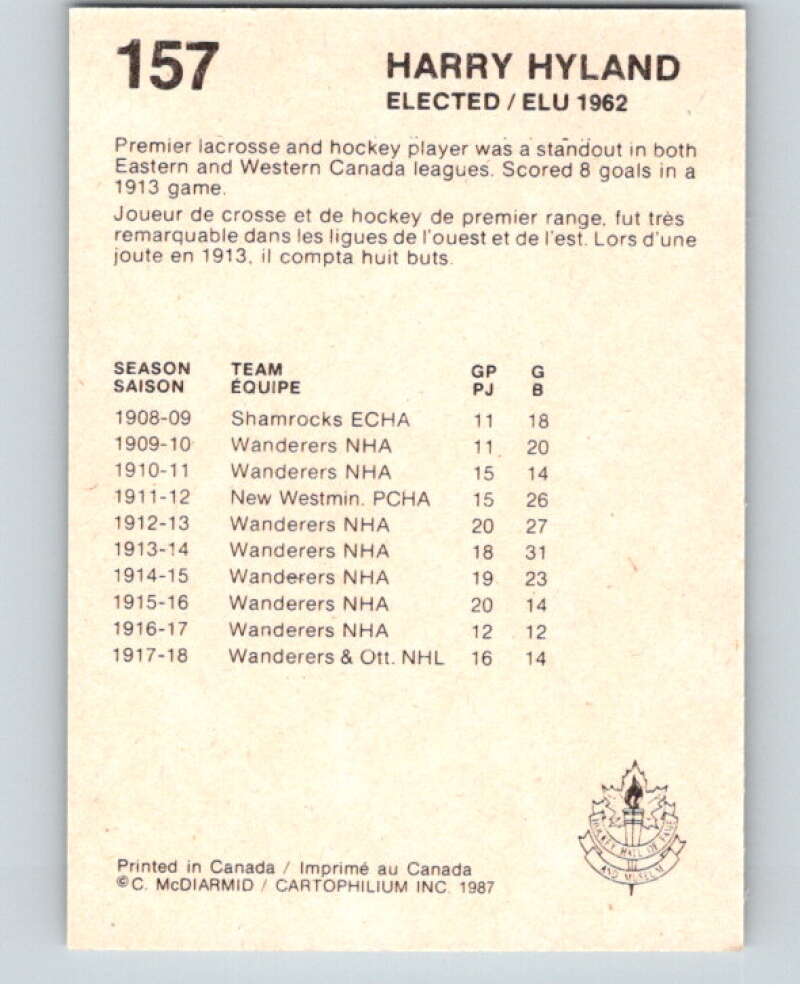 157
HARRY HYLAND
ELECTED / ELU 1962
Premier lacrosse and hockey player was a standout in both
Eastern and Western Canada leagues. Scored 8 goals in a
1913 game.
Joueur de crosse et de hockey de premier range, fut très
remarquable dans les ligues de l'ouest et de l'est. Lors d'une
joute en 1913, il compta huit buts.
SEASON TEAM GP G
SAISON ÉQUIPE PJ B
1908-09 Shamrocks ECHA 11 18
1909-10 Wanderers NHA 11 20
1910-11 Wanderers NHA 15 14
1911-12 New Westmin. PCHA 15 26
1912-13 Wanderers NHA 20 27
1913-14 Wanderers NHA 18 31
1914-15 Wanderers NHA 19 23
1915-16 Wanderers NHA 20 14
1916-17 Wanderers NHA 12 12
1917-18 Wanderers & Ott. NHL 16 14
HOCKEY HALL OF FAME
AND MUSEUM
Printed in Canada / Imprimé au Canada
©C. McDIARMID / CARTOPHILIUM INC. 1987